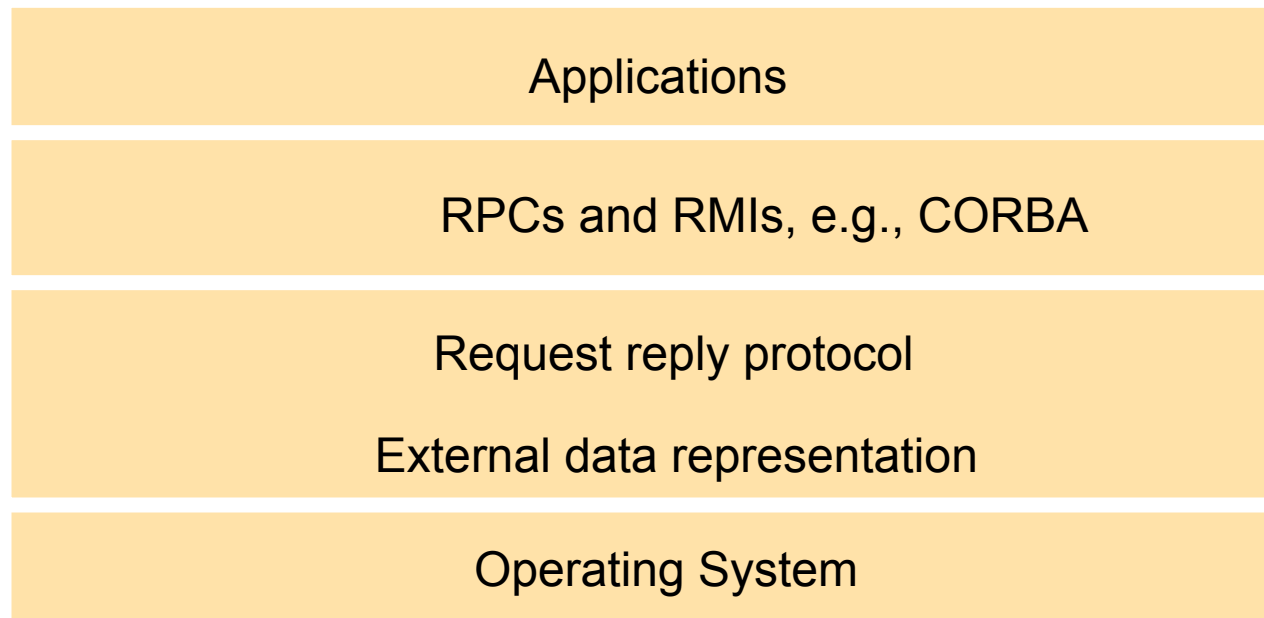 Applications
RPCs and RMIs, e.g., CORBA
Request reply protocol
External data representation
Operating System